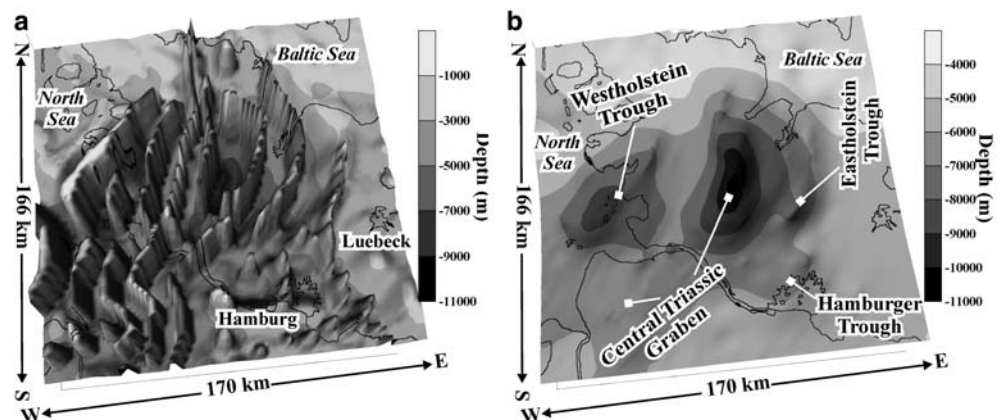 a
N
Baltic Sea
North
Sea
Luebeck
Hamburg
166 km
S
W
170 km
E
-1000
-3000
-5000
-7000
-9000
-11000
Depth (m)
b
N
Baltic Sea
Westholstein
Trough
North
Sea
Eastholstein
Trough
Central Triassic
Graben
Hamburger
Trough
166 km
S
W
170 km
E
-4000
-5000
-6000
-7000
-8000
-9000
-10000
-11000
Depth (m)